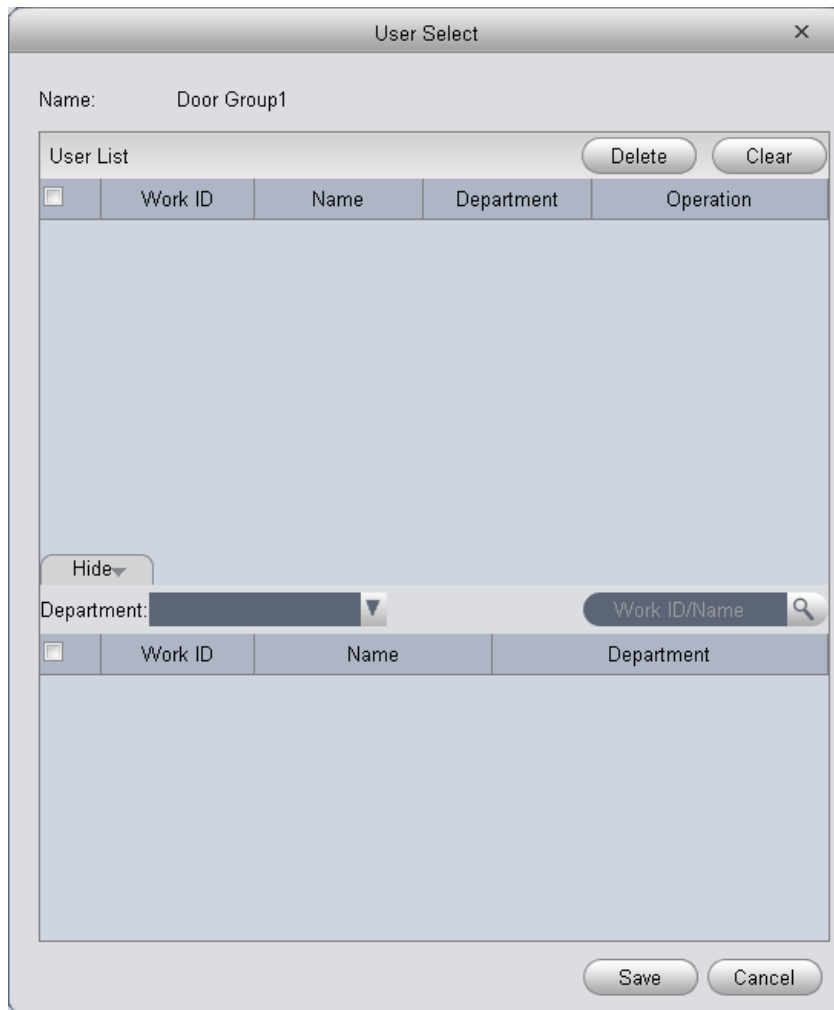 User Select
Name: Door Group1
User List Delete Clear
Work ID Name Department Operation
Hide
Department: Work ID/Name
Work ID Name Department
Save Cancel